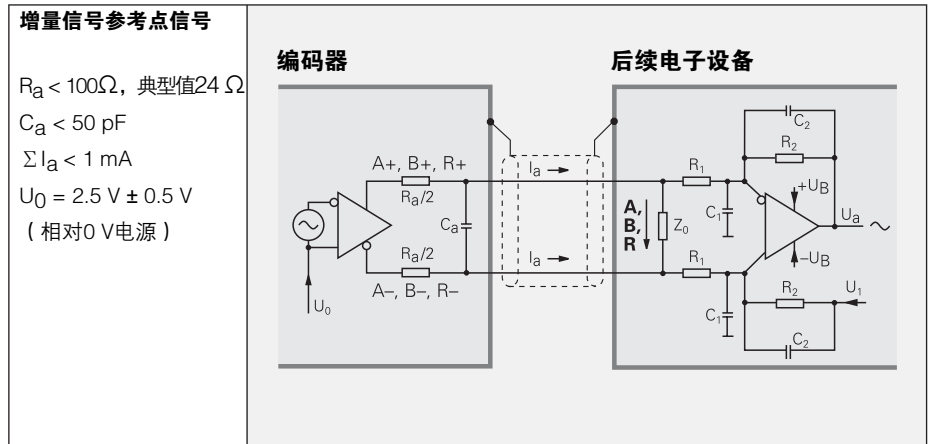 增量信号参考点信号
Ra < 100Ω，典型值24 Ω
Ca < 50 pF
ΣIa < 1 mA
U0 = 2.5 V ± 0.5 V
（相对0 V电源）
编码器
后续电子设备
A+, B+, R+
Ra/2
Ca
Ra/2
A–, B–, R–
U0
Ia
Ia
A,
B,
R
Z0
R1
C1
R1
C1
C2
R2
+UB
Ua
–UB
R2
U1
C2